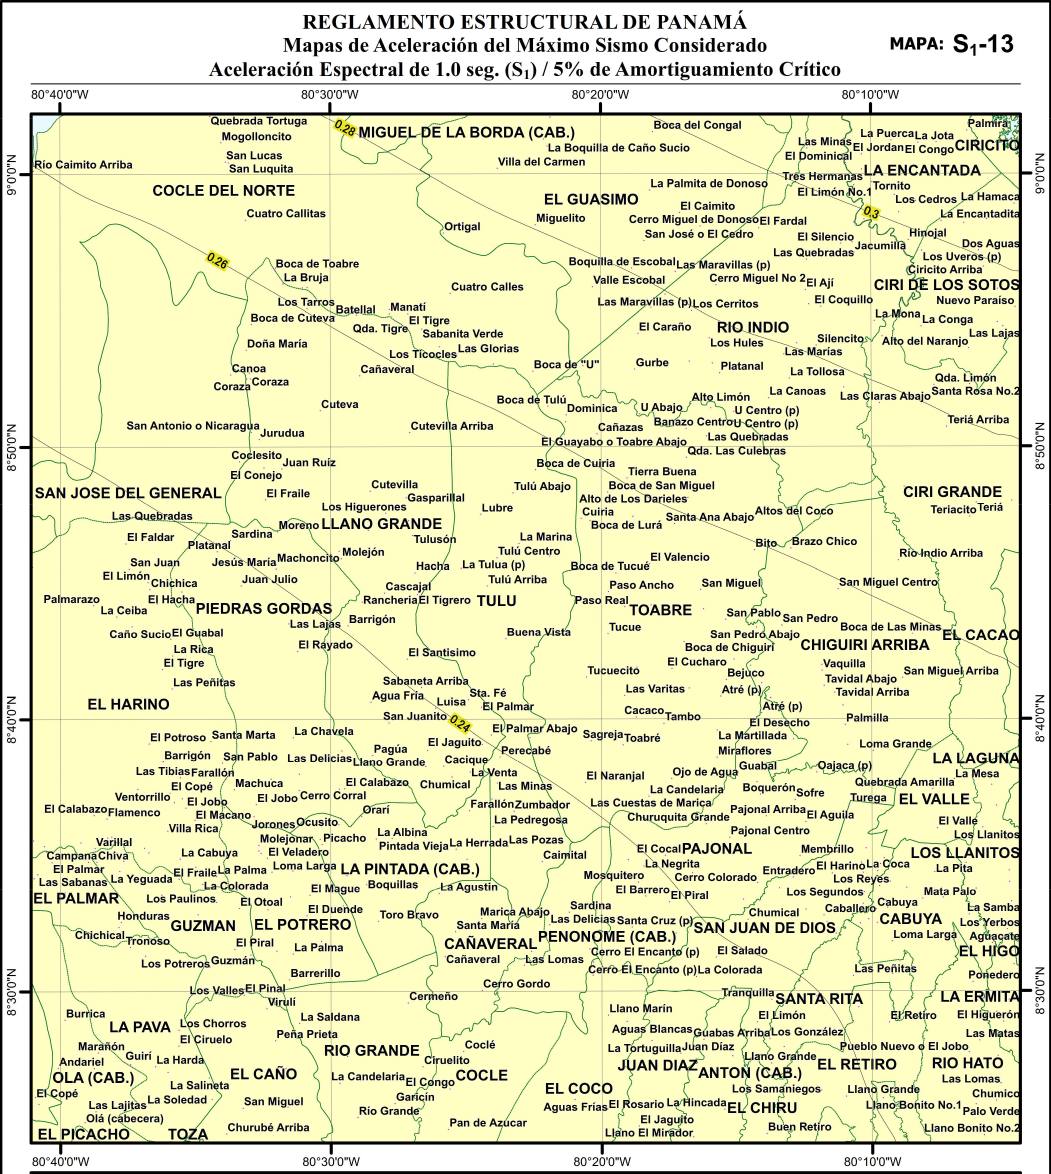 REGLAMENTO ESTRUCTURAL DE PANAMÁ
Mapas de Aceleración del Máximo Sismo Considerado
MAPA: S1-13
Aceleración Espectral de 1.0 seg. (S1) / 5% de Amortiguamiento Crítico
80°40'0"W 80°30'0"W 80°20'0"W 80°10'0"W
Quebrada Tortuga
0.28
MIGUEL DE LA BORDA (CAB.)
Boca del Congal
Palmira
Mogolloncito
La Puerca
La Jota
Las Minas
El Jordan
El Congo
CIRICITO
La Boquilla de Caño Sucio
San Lucas
El Dominical
Río Caimito Arriba
San Luquita
Villa del Carmen
LA ENCANTADA
9°0'0"N
9°0'0"N
Tres Hermanas
COCLE DEL NORTE
La Palmita de Donoso
El Limón No.1
Tornito
EL GUASIMO
Los Cedros
La Hamaca
Cuatro Callitas
El Caimito
0.3
La Encantadita
Miguelito
Cerro Miguel de Donoso
El Fardal
Ortigal
San José o El Cedro
El Silencio
Hinojal
Jacumilla
Dos Aguas
0.26
Boca de Toabre
Boquilla de Escobal
Las Maravillas (p)
Las Quebradas
Los Uveros (p)
La Bruja
Valle Escobal
Cerro Miguel No 2
El Ají
Ciricito Arriba
Cuatro Calles
CIRI DE LOS SOTOS
Los Tarros
Batellal
Manatí
Las Maravillas (p)
Los Cerritos
El Coquillo
Nuevo Paraíso
Boca de Cuteva
El Tigre
La Mona
La Conga
Qda. Tigre
Sabanita Verde
El Caraño
RIO INDIO
Las Lajas
Doña María
Los Ticocles
Las Glorias
Los Hules
Silencito
Alto del Naranjo
Las Marías
Canoa
Cañaveral
Boca de "U"
Gurbe
Platanal
La Tollosa
Coraza
Coraza
Qda. Limón
Cuteva
Boca de Tulú
Dominica
U Abajo
Alto Limón
La Canoas
Las Claras Abajo
Santa Rosa No.2
U Centro (p)
San Antonio o Nicaragua
Jurudua
Cutevilla Arriba
Cañazas
Banazo Centro
U Centro (p)
Teriá Arriba
8°50'0"N
8°50'0"N
El Guayabo o Toabre Abajo
Las Quebradas
Coclesito
Juan Ruíz
Qda. Las Culebras
El Conejo
Boca de Cuiria
Tierra Buena
SAN JOSE DEL GENERAL
El Fraile
Cutevilla
Gasparillal
Tulú Abajo
Boca de San Miguel
CIRI GRANDE
Los Higuerones
Lubre
Alto de Los Darieles
Teriacito
Teriá
Las Quebradas
Moreno
LLANO GRANDE
Cuiria
Santa Ana Abajo
Altos del Coco
Boca de Lurá
El Faldar
Sardina
Tulusón
La Marina
Bito
Brazo Chico
Platanal
Molejón
Tulú Centro
Río Indio Arriba
San Juan
Jesús María
Machoncito
Hacha
La Tulua (p)
Boca de Tucué
El Valencio
El Limón
Chichica
Juan Julio
Cascajal
Tulú Arriba
Paso Ancho
San Miguel
San Miguel Centro
Palmarazo
El Hacha
Rancheria
El Tigrero
TULU
Paso Real
TOABRE
La Ceiba
PIEDRAS GORDAS
Barrigón
San Pablo
San Pedro
Las Lajas
Tucue
Boca de Las Minas
Caño Sucio
El Guabal
Buena Vista
San Pedro Abajo
EL CACAO
La Rica
El Rayado
El Santisimo
Boca de Chiguiri
CHIGUIRI ARRIBA
El Tigre
El Cucharo
Vaquilla
Tucuecito
Bejuco
San Miguel Arriba
Las Peñitas
Sabaneta Arriba
Tavidal Abajo
Agua Fría
Sta. Fé
Las Varitas
Atré (p)
Tavidal Arriba
Luisa
EL HARINO
El Palmar
Cacaco
Atré (p)
San Juanito
0.24
Tambo
El Desecho
Palmilla
8°40'0"N
8°40'0"N
El Palmar Abajo
El Potroso
Santa Marta
La Chavela
Sagreja
Toabré
La Martillada
Loma Grande
El Jaguito
Miraflores
Barrigón
San Pablo
Las Delicias
Pagúa
Perecabé
LA LAGUNA
Llano Grande
Cacique
Guabal
Oajaca (p)
Las Tibias
Farallón
La Venta
El Naranjal
Ojo de Agua
La Mesa
El Copé
Machuca
El Calabazo
Chumical
Las Minas
La Candelaria
Boquerón
Quebrada Amarilla
Ventorrillo
El Jobo
El Jobo
Cerro Corral
Sofre
Turega
EL VALLE
El Calabazo
Flamenco
Orarí
Farallón
Zumbador
Las Cuestas de Marica
Pajonal Arriba
El Macano
La Pedregosa
Churuquita Grande
El Aguila
El Valle
Villa Rica
Jorones
Ocusito
La Albina
Pajonal Centro
Los Llanitos
Varillal
Molejonar
Picacho
Pintada Vieja
La Herrada
Las Pozas
Campana
Chiva
La Cabuya
El Veladero
Caimital
El Cocal
PAJONAL
Membrillo
LOS LLANITOS
El Palmar
El Fraile
La Palma
Loma Larga
LA PINTADA (CAB.)
La Negrita
El Harino
La Coca
La Pita
Las Sabanas
La Yeguada
La Colorada
Mosquitero
Cerro Colorado
Entradero
Los Reyes
EL PALMAR
Los Paulinos
El Mague
Boquillas
La Agustín
El Barrero
El Piral
Los Segundos
Mata Palo
El Otoal
Cabuya
Honduras
El Duende
Toro Bravo
Marica Abajo
Sardina
Chumical
Caballero
La Samba
GUZMAN
EL POTRERO
Santa María
Las Delicias
Santa Cruz (p)
SAN JUAN DE DIOS
CABUYA
Los Yerbos
Chichical
Tronoso
El Piral
La Palma
CAÑAVERAL
PENONOME (CAB.)
Loma Larga
Aguacate
Los Potreros
Guzmán
Cañaveral
Las Lomas
Cerro El Encanto (p)
El Salado
EL HIGO
Barrerillo
Cerro El Encanto (p)
La Colorada
Las Peñitas
Ponedero
8°30'0"N
8°30'0"N
Los Valles
El Pinal
Cermeño
Cerro Gordo
Tranquilla
SANTA RITA
LA ERMITA
Virulí
Burrica
La Saldana
Llano Marín
El Limón
El Retiro
El Higuerón
LA PAVA
Los Chorros
Peña Prieta
Aguas Blancas
Guabas Arriba
Los González
Las Matas
El Ciruelo
Marañón
Coclé
La Tortuguilla
Juan Díaz
Pueblo Nuevo o El Jobo
Guirí
La Harda
RIO GRANDE
Ciruelito
Llano Grande
Andariel
JUAN DIAZ
ANTON (CAB.)
EL RETIRO
RIO HATO
OLA (CAB.)
EL CAÑO
La Candelaria
El Congo
COCLE
Las Lomas
El Copé
La Salineta
EL COCO
Los Samaniegos
Llano Grande
Chumico
La Soledad
San Miguel
Garicín
Las Lajitas
Río Grande
Aguas Frías
El Rosario
La Hincada
EL CHIRU
Llano Bonito No.1
Palo Verde
Olá (cabecera)
Pan de Azucar
El Jaguito
EL PICACHO
TOZA
Churubé Arriba
Llano El Mirador
Buen Retiro
Llano Bonito No.2
80°40'0"W 80°30'0"W 80°20'0"W 80°10'0"W